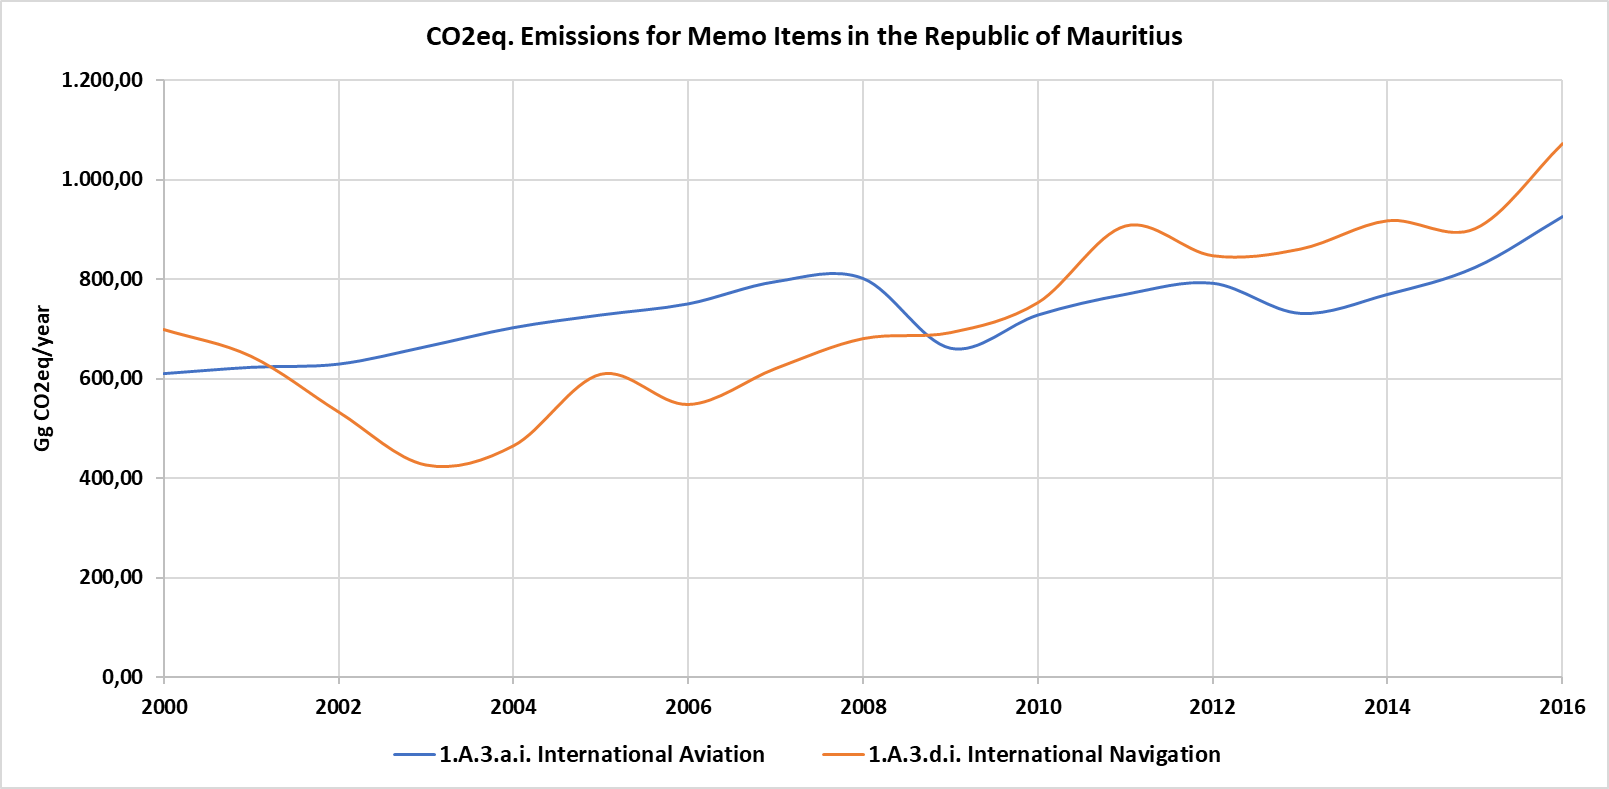 CO2eq. Emissions for Memo Items in the Republic of Mauritius
Gg CO2eq/year
1.200,00
1.000,00
800,00
600,00
400,00
200,00
0,00
2000 2002 2004 2006 2008 2010 2012 2014 2016
1.A.3.a.i. International Aviation 1.A.3.d.i. International Navigation